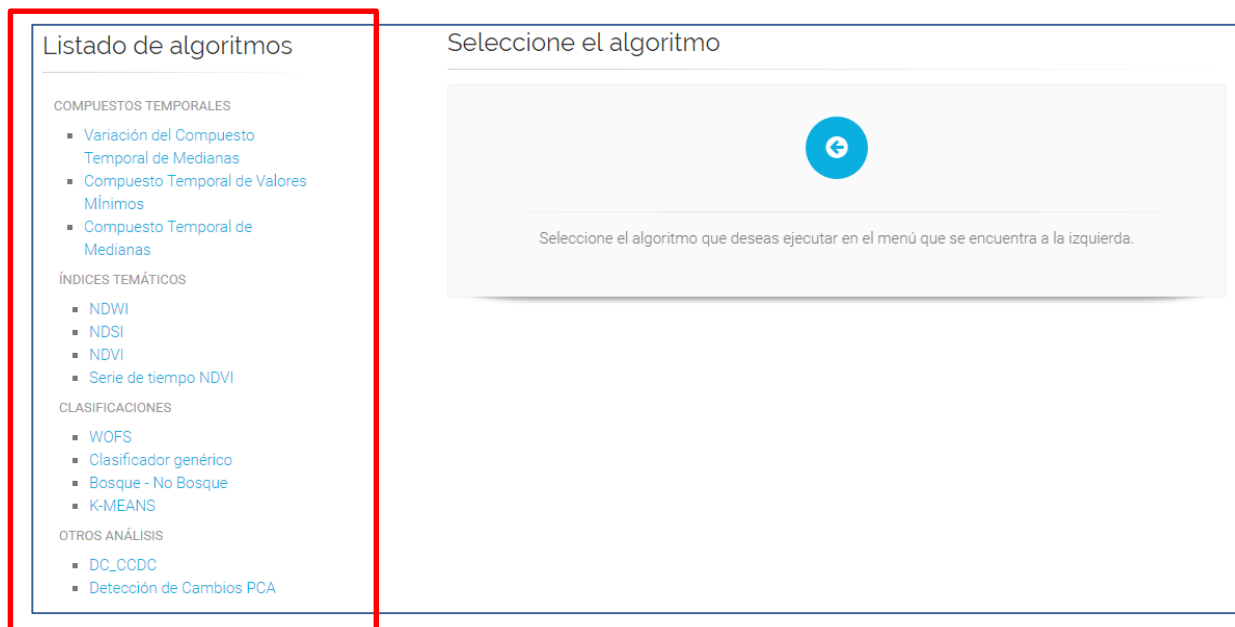 Listado de algoritmos
COMPUESTOS TEMPORALES
Variación del Compuesto
Temporal de Medianas
Compuesto Temporal de Valores
MÍnimos
Compuesto Temporal de
Medianas
ÍNDICES TEMÁTICOS
NDWI
NDSI
NDVI
Serie de tiempo NDVI
CLASIFICACIONES
WOFS
Clasificador genérico
Bosque - No Bosque
K-MEANS
OTROS ANÁLISIS
DC_CCDC
Detección de Cambios PCA
Seleccione el algoritmo
Seleccione el algoritmo que deseas ejecutar en el menú que se encuentra a la izquierda.